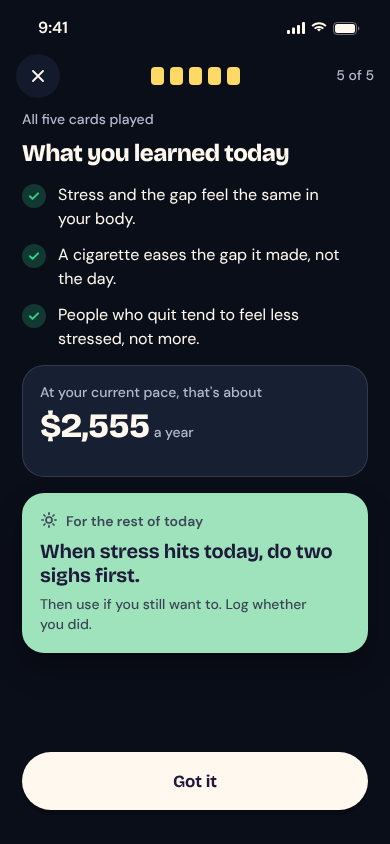 9:41
5 of 5
All five cards played
What you learned today
Stress and the gap feel the same in
your body.
A cigarette eases the gap it made, not
the day.
People who quit tend to feel less
stressed, not more.
At your current pace, that's about
$2,555 a year
For the rest of today
When stress hits today, do two
sighs first.
Then use if you still want to. Log whether
you did.
Got it